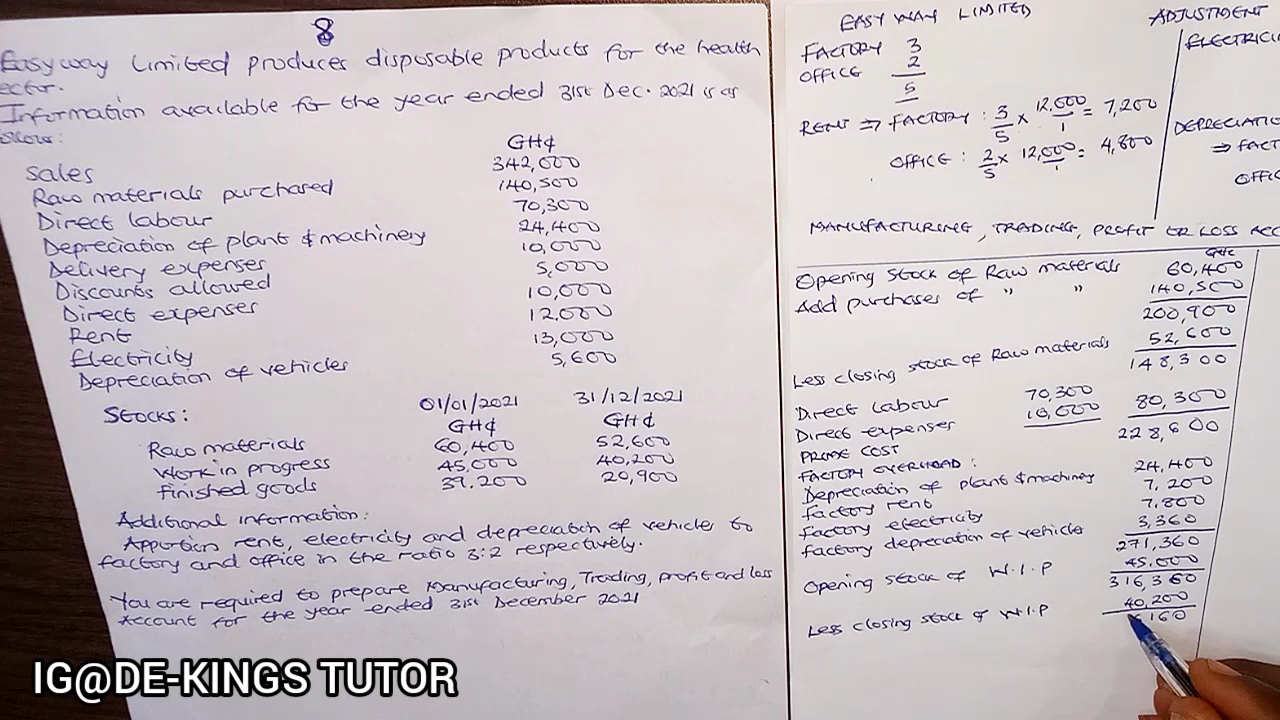 8
Easyway Limited produces disposable products for the health
ector.
Information available for the year ended 31st Dec. 2021 is as
ollow:
GH¢
Sales 342,000
Raw materials purchased 140,500
Direct labour 70,300
Depreciation of plant & machinery 24,400
Delivery expenses 10,000
Discounts allowed 5,000
Direct expenses 10,000
Rent 12,000
Electricity 13,000
Depreciation of vehicles 5,600
Stocks: 01/01/2021 31/12/2021
GH¢ GH¢
Raw materials 60,400 52,600
Work in progress 45,000 40,200
Finished goods 39,200 20,900
Additional information:
Apportion rent, electricity and depreciation of vehicles to
factory and office in the ratio 3:2 respectively.
You are required to prepare Manufacturing, Trading, profit and loss
Account for the year ended 31st December 2021
IG@DE-KINGS TUTOR
EASY WAY LIMITED
FACTORY 3
OFFICE 2
5
RENT ⇒ FACTORY : 3/5 × 12,000/1 = 7,200
OFFICE : 2/5 × 12,000/1 = 4,800
ADJUSTMENT
ELECTRICI
DEPRECIATIO
⇒ FACT
OFFIC
MANUFACTURING, TRADING, PROFIT OR LOSS ACC
GH¢
Opening stock of Raw materials 60,400
Add purchases of " " 140,500
200,900
Less closing stock of Raw materials 52,600
148,300
Direct labour 70,300
Direct expenses 10,000 80,300
PRIME COST 228,600
FACTORY OVERHEAD:
Depreciation of plant & machinery 24,400
factory rent 7,200
factory electricity 7,800
factory depreciation of vehicles 3,360
271,360
Opening stock of W.I.P 45,000
316,360
Less closing stock of W.I.P 40,200
6160